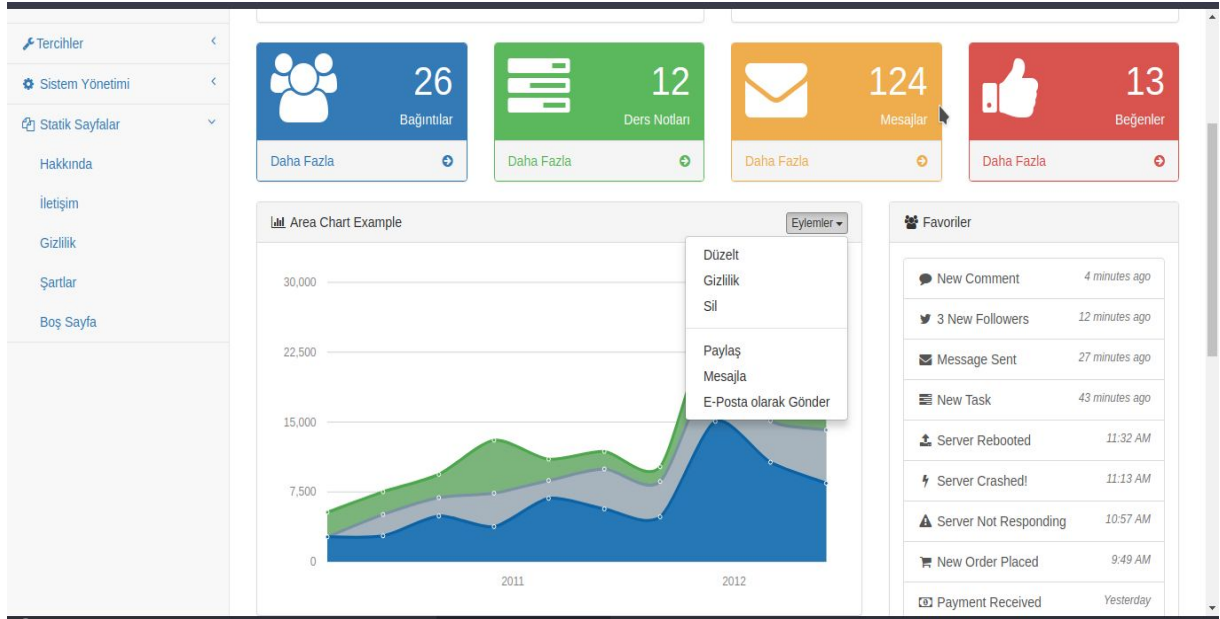 Tercihler
Sistem Yönetimi
Statik Sayfalar
Hakkında
İletişim
Gizlilik
Şartlar
Boş Sayfa
26
Bağıntılar
Daha Fazla
12
Ders Notları
Daha Fazla
124
Mesajlar
Daha Fazla
13
Beğenler
Daha Fazla
Area Chart Example
Eylemler
Düzelt
Gizlilik
Sil
Paylaş
Mesajla
E-Posta olarak Gönder
30,000
22,500
15,000
7,500
0
2011
2012
Favoriler
New Comment 4 minutes ago
3 New Followers 12 minutes ago
Message Sent 27 minutes ago
New Task 43 minutes ago
Server Rebooted 11:32 AM
Server Crashed! 11:13 AM
Server Not Responding 10:57 AM
New Order Placed 9:49 AM
Payment Received Yesterday